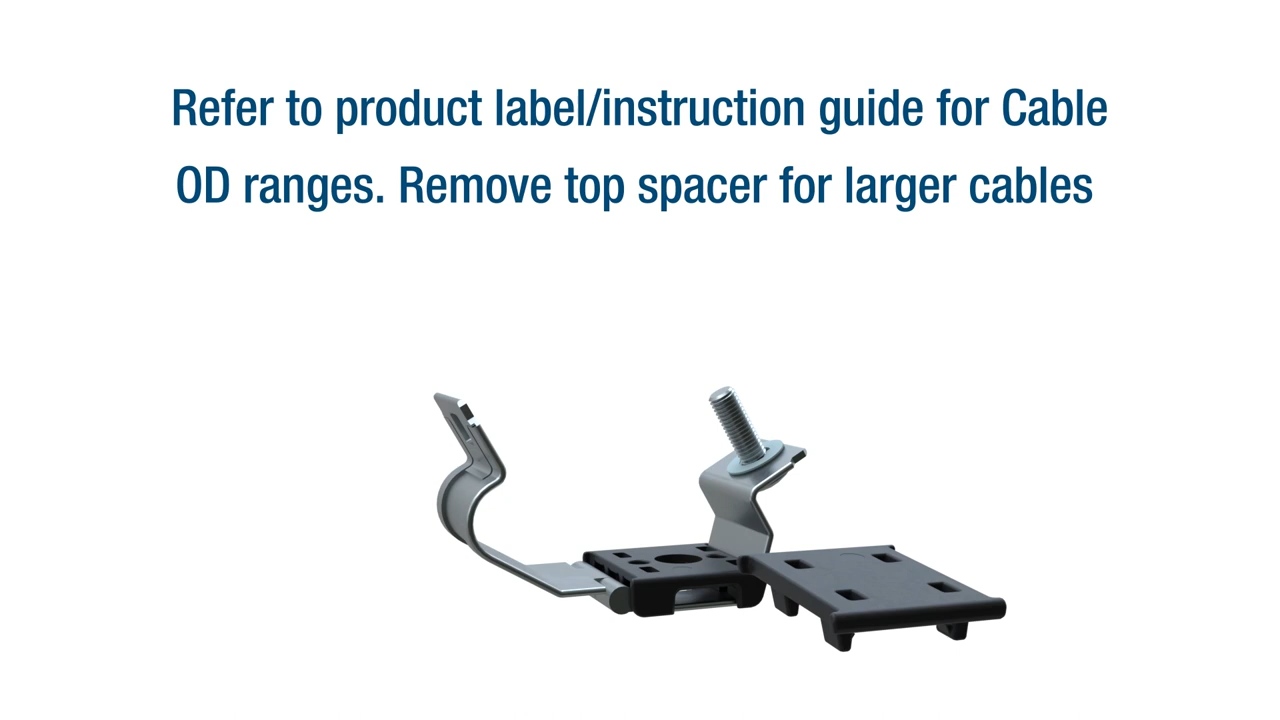 Refer to product label/instruction guide for Cable
OD ranges. Remove top spacer for larger cables